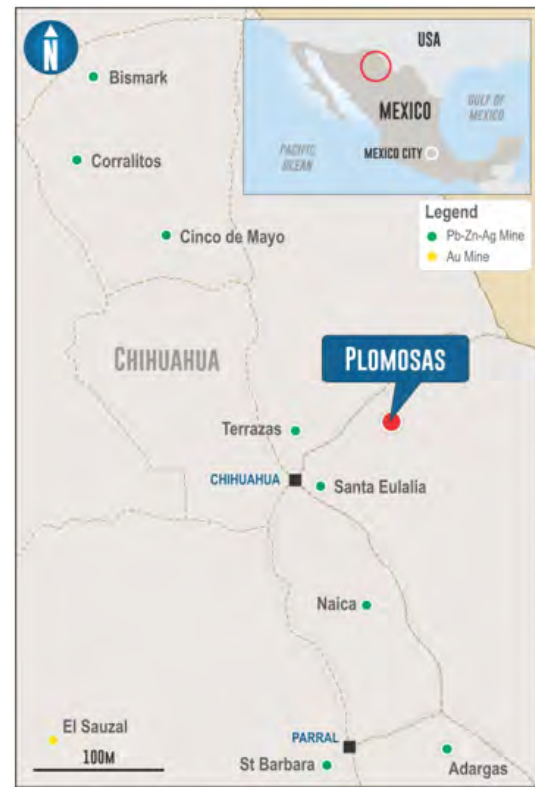 N
USA
Bismark
MEXICO
GULF OF
MEXICO
PACIFIC
OCEAN
MEXICO CITY
Corralitos
Legend
Pb-Zn-Ag Mine
Au Mine
Cinco de Mayo
CHIHUAHUA
PLOMOSAS
Terrazas
CHIHUAHUA
Santa Eulalia
Naica
El Sauzal
100M
PARRAL
St Barbara
Adargas